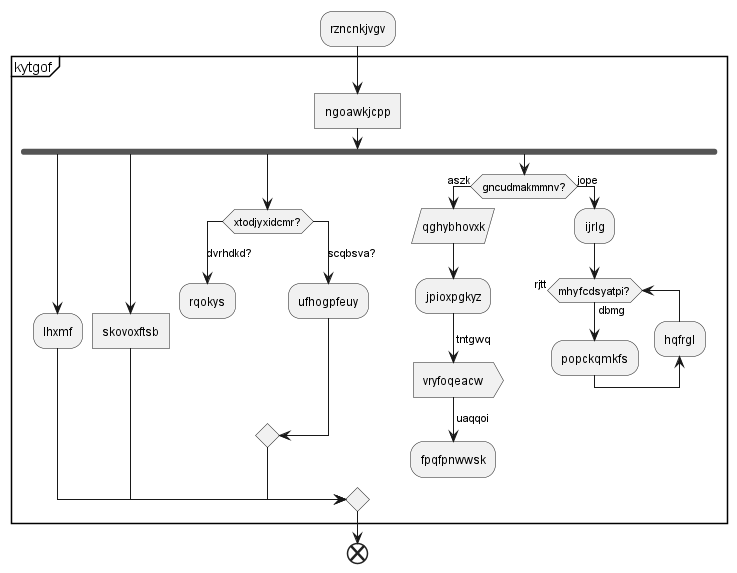 rzncnkjvgv
kytgof
ngoawkjcpp
aszk
gncudmakmmnv?
jope
xtodjyxidcmr?
qghybhovxk
ijrlg
dvrhdkd?
scqbsva?
rjtt
mhyfcdsyatpi?
rqokys
ufhogpfeuy
jpioxpgkyz
dbmg
lhxmf
skovoxftsb
tntgwq
hqfrgl
popckqmkfs
vryfoqeacw
uaqqoi
fpqfpnwwsk